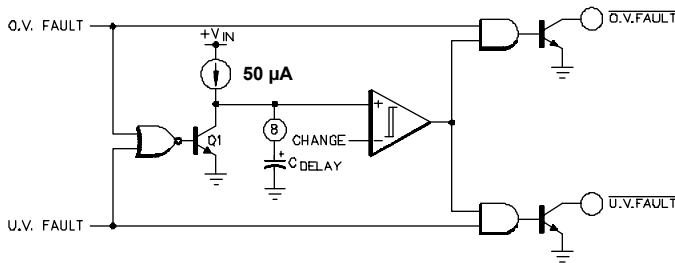 O.V. FAULT
+VIN
O.V. FAULT
50 µA
8
Q1
CHANGE
+
−
+
CDELAY
U.V. FAULT
U.V. FAULT